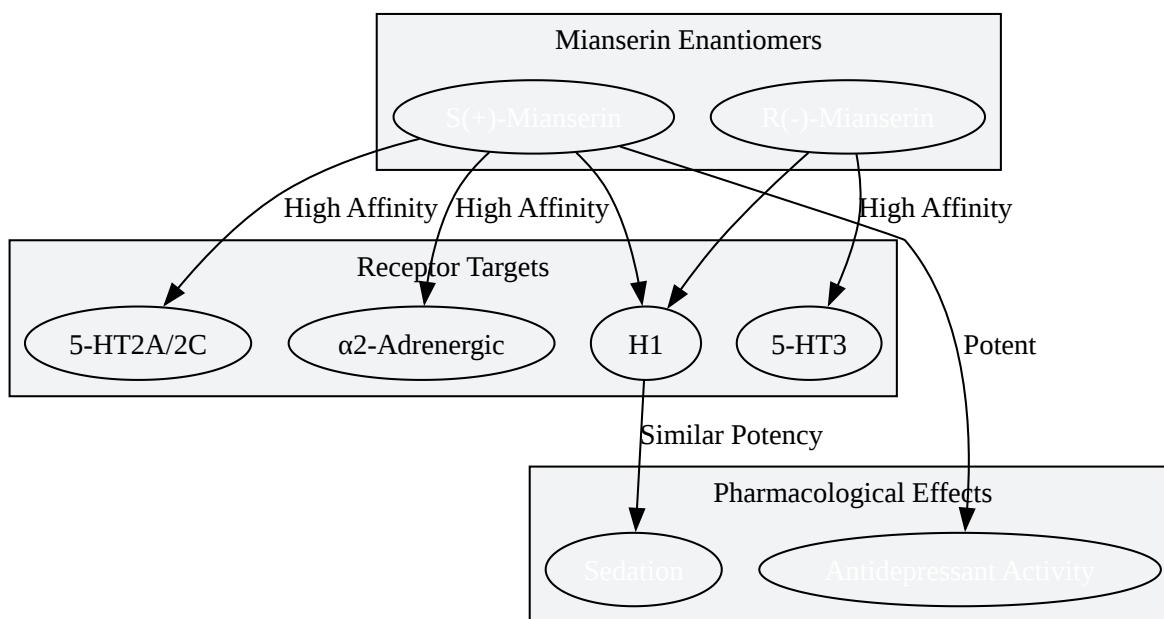 Mianserin Enantiomers
S(+)-Mianserin
R(-)-Mianserin
High Affinity
High Affinity
High Affinity
Receptor Targets
5-HT2A/2C
α2-Adrenergic
H1
5-HT3
Potent
Similar Potency
Pharmacological Effects
Sedation
Antidepressant Activity